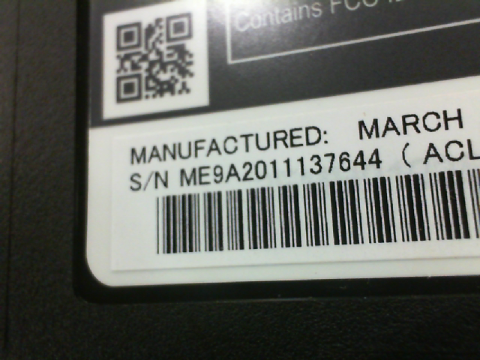 Contains FCC
MANUFACTURED: MARCH
S/N ME9A2011137644 ( ACL